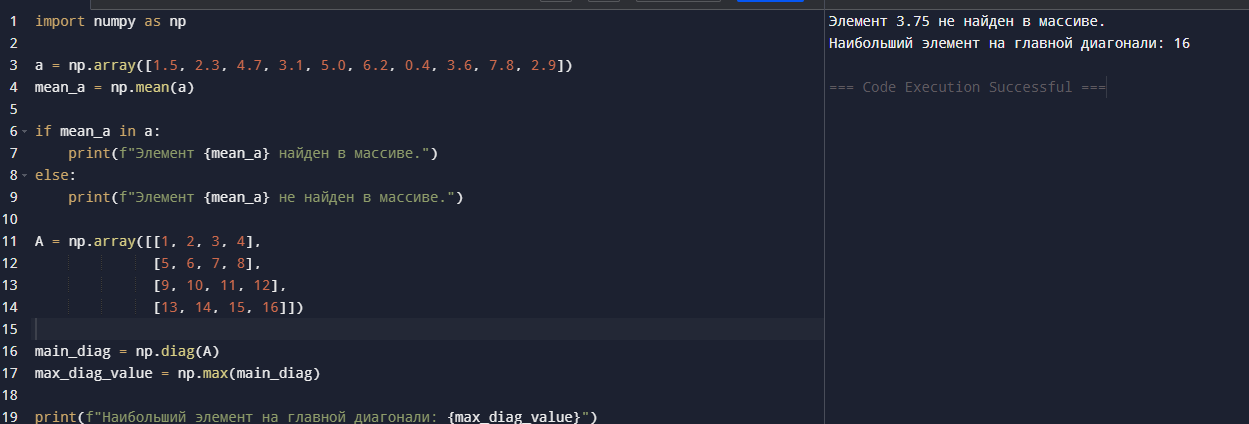 1 import numpy as np
2
3 a = np.array([1.5, 2.3, 4.7, 3.1, 5.0, 6.2, 0.4, 3.6, 7.8, 2.9])
4 mean_a = np.mean(a)
5
6 if mean_a in a:
7     print(f"Элемент {mean_a} найден в массиве.")
8 else:
9     print(f"Элемент {mean_a} не найден в массиве.")
10
11 A = np.array([[1, 2, 3, 4],
12               [5, 6, 7, 8],
13               [9, 10, 11, 12],
14               [13, 14, 15, 16]])
15
16 main_diag = np.diag(A)
17 max_diag_value = np.max(main_diag)
18
19 print(f"Наибольший элемент на главной диагонали: {max_diag_value}")
Элемент 3.75 не найден в массиве.
Наибольший элемент на главной диагонали: 16
=== Code Execution Successful ===